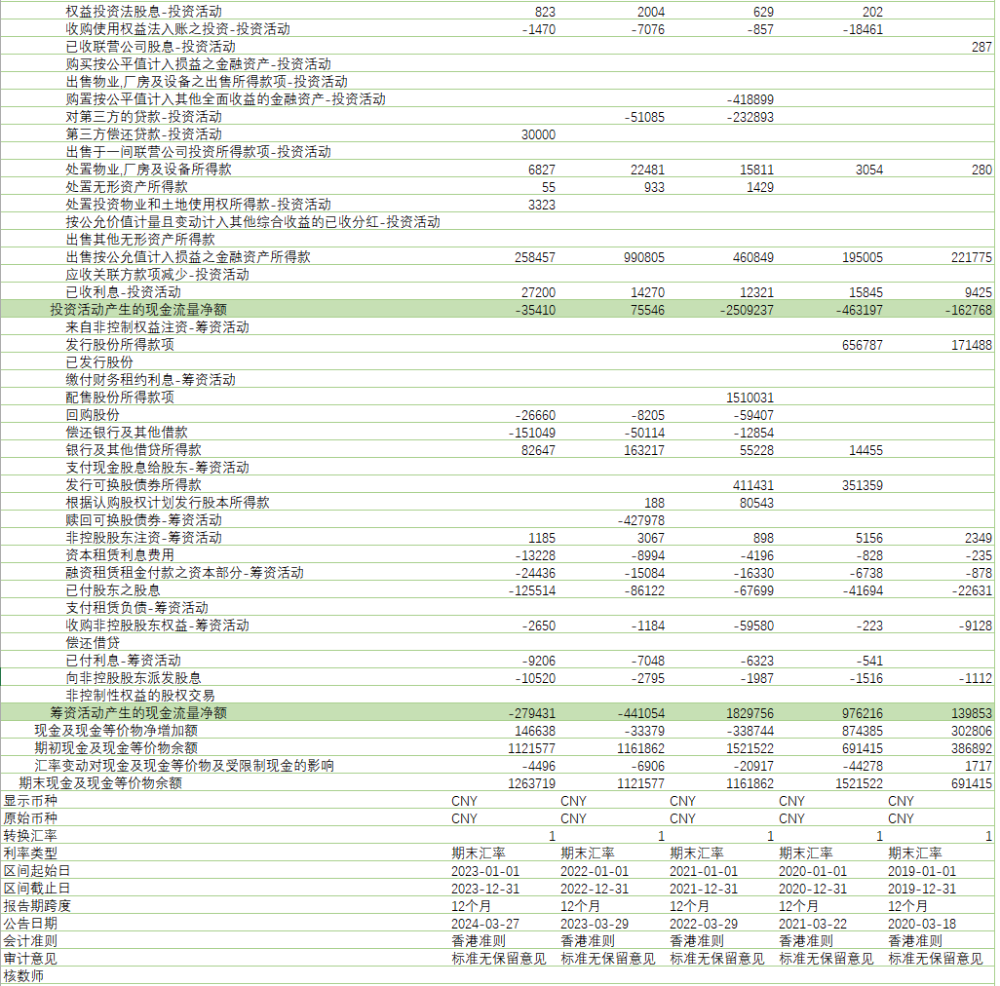 权益投资法股息-投资活动 823 2004 629 202
收购使用权益法入账之投资-投资活动 -1470 -7076 -857 -18461
已收联营公司股息-投资活动 287
购买按公平值计入损益之金融资产-投资活动
出售物业,厂房及设备之出售所得款项-投资活动
购置按公平值计入其他全面收益的金融资产-投资活动 -418899
对第三方的贷款-投资活动 -51085 -232893
第三方偿还贷款-投资活动 30000
出售于一间联营公司投资所得款项-投资活动
处置物业,厂房及设备所得款 6827 22481 15811 3054 280
处置无形资产所得款 55 933 1429
处置投资物业和土地使用权所得款-投资活动 3323
按公允价值计量且变动计入其他综合收益的已收分红-投资活动
出售其他无形资产所得款
出售按公允值计入损益之金融资产所得款 258457 990805 460849 195005 221775
应收关联方款项减少-投资活动
已收利息-投资活动 27200 14270 12321 15845 9425
投资活动产生的现金流量净额 -35410 75546 -2509237 -463197 -162768
来自非控制权益注资-筹资活动
发行股份所得款项 656787 171488
已发行股份
缴付财务租约利息-筹资活动
配售股份所得款项 1510031
回购股份 -26660 -8205 -59407
偿还银行及其他借款 -151049 -50114 -12854
银行及其他借贷所得款 82647 163217 55228 14455
支付现金股息给股东-筹资活动
发行可换股债券所得款 411431 351359
根据认购股权计划发行股本所得款 188 80543
赎回可换股债券-筹资活动 -427978
非控股股东注资-筹资活动 1185 3067 898 5156 2349
资本租赁利息费用 -13228 -8994 -4196 -828 -235
融资租赁租金付款之资本部分-筹资活动 -24436 -15084 -16330 -6738 -878
已付股东之股息 -125514 -86122 -67699 -41694 -22631
支付租赁负债-筹资活动
收购非控股股东权益-筹资活动 -2650 -1184 -59580 -223 -9128
偿还借贷
已付利息-筹资活动 -9206 -7048 -6323 -541
向非控股股东派发股息 -10520 -2795 -1987 -1516 -1112
非控制性权益的股权交易
筹资活动产生的现金流量净额 -279431 -441054 1829756 976216 139853
现金及现金等价物净增加额 146638 -33379 -338744 874385 302806
期初现金及现金等价物余额 1121577 1161862 1521522 691415 386892
汇率变动对现金及现金等价物及受限制现金的影响 -4496 -6906 -20917 -44278 1717
期末现金及现金等价物余额 1263719 1121577 1161862 1521522 691415
显示币种 CNY CNY CNY CNY CNY
原始币种 CNY CNY CNY CNY CNY
转换汇率 1 1 1 1 1
利率类型 期末汇率 期末汇率 期末汇率 期末汇率 期末汇率
区间起始日 2023-01-01 2022-01-01 2021-01-01 2020-01-01 2019-01-01
区间截止日 2023-12-31 2022-12-31 2021-12-31 2020-12-31 2019-12-31
报告期跨度 12个月 12个月 12个月 12个月 12个月
公告日期 2024-03-27 2023-03-29 2022-03-29 2021-03-22 2020-03-18
会计准则 香港准则 香港准则 香港准则 香港准则 香港准则
审计意见 标准无保留意见 标准无保留意见 标准无保留意见 标准无保留意见 标准无保留意见
核数师